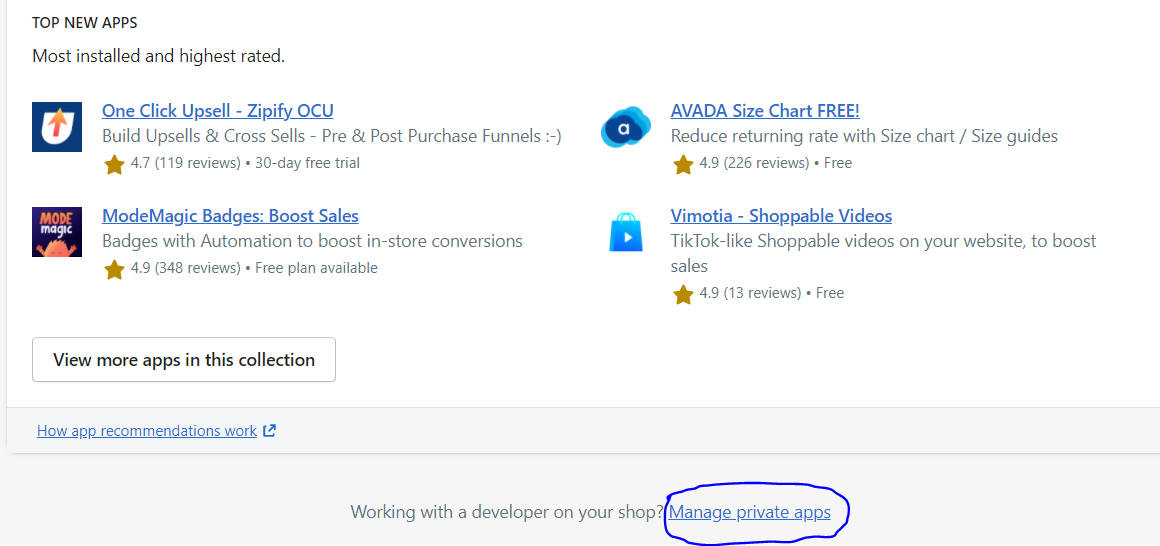 TOP NEW APPS
Most installed and highest rated.
One Click Upsell - Zipify OCU
Build Upsells & Cross Sells - Pre & Post Purchase Funnels :-)
4.7 (119 reviews) • 30-day free trial
a
AVADA Size Chart FREE!
Reduce returning rate with Size chart / Size guides
4.9 (226 reviews) • Free
MODE
magic
ModeMagic Badges: Boost Sales
Badges with Automation to boost in-store conversions
4.9 (348 reviews) • Free plan available
Vimotia - Shoppable Videos
TikTok-like Shoppable videos on your website, to boost
sales
4.9 (13 reviews) • Free
View more apps in this collection
How app recommendations work
Working with a developer on your shop? Manage private apps